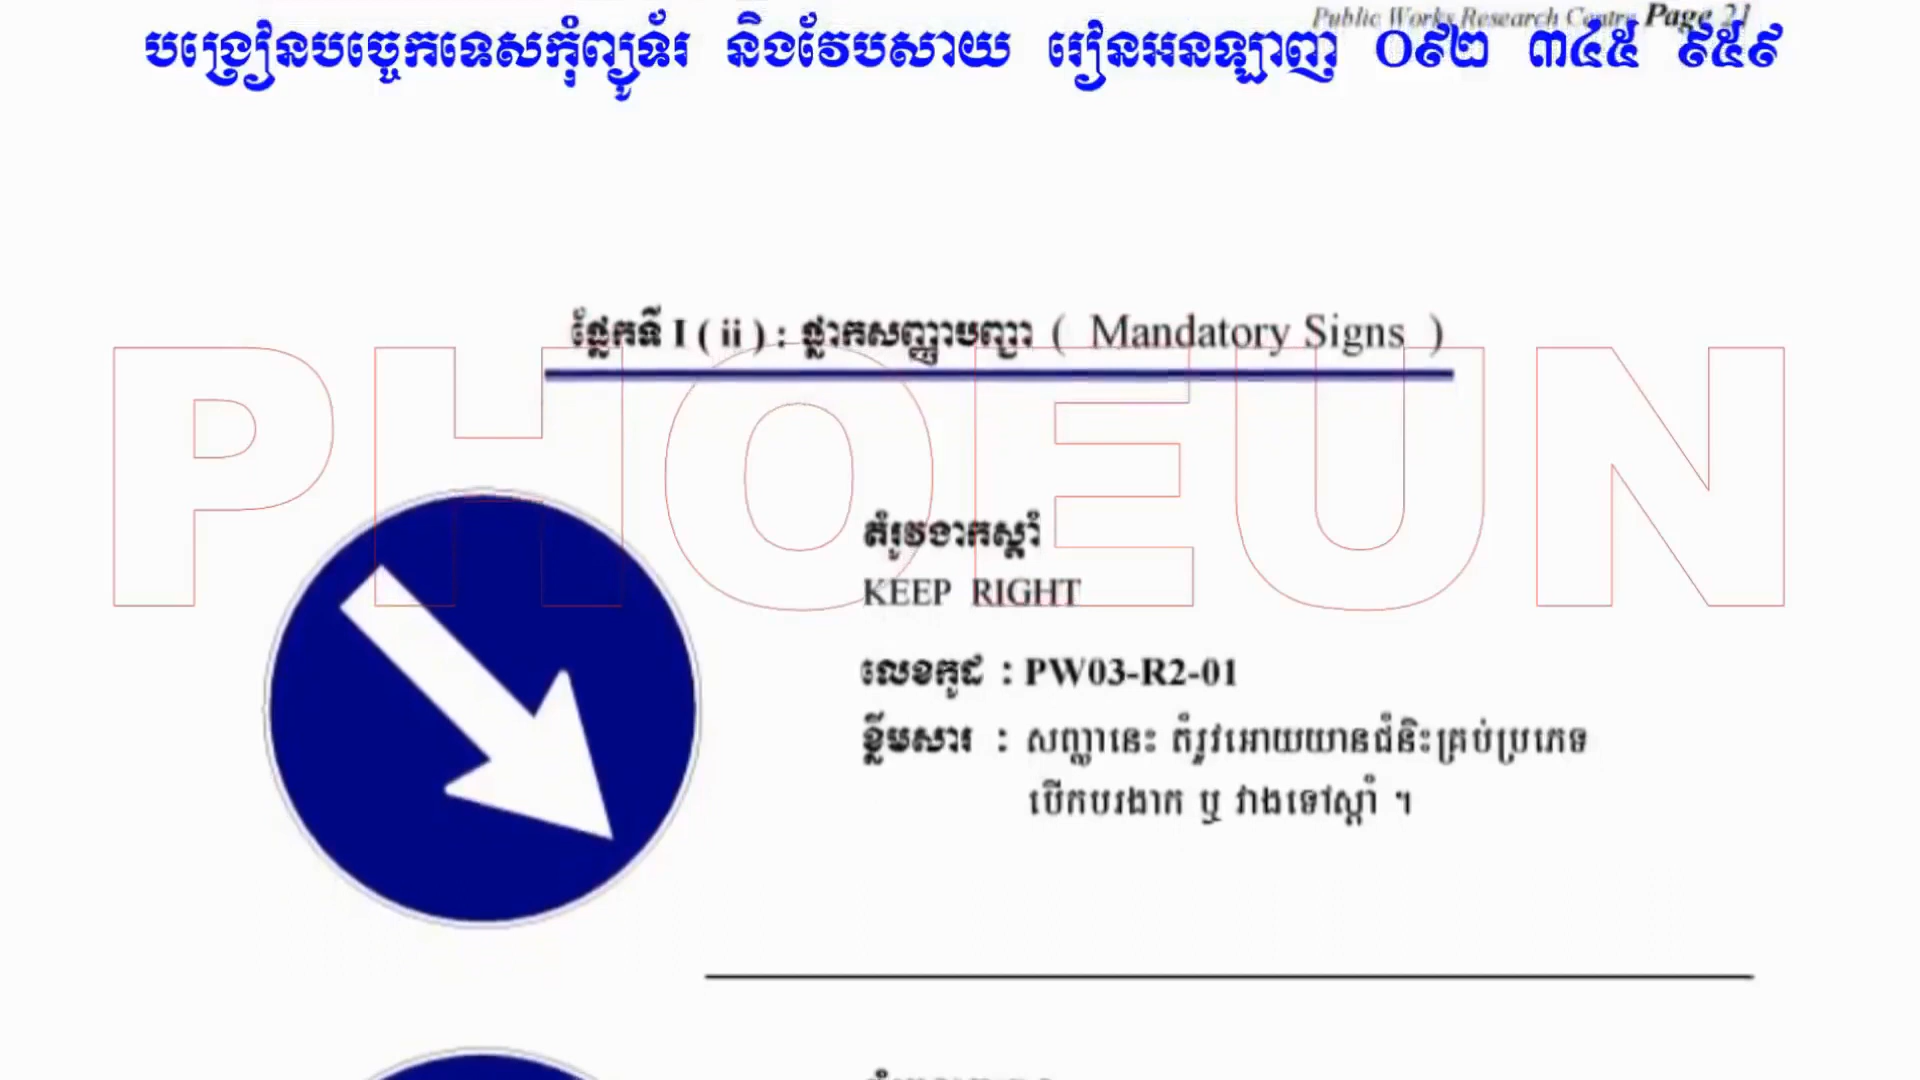 Public Works Research Centre Page 21
បង្រៀនបច្ចេកទេសកុំព្យូទ័រ និងវែបសាយ រៀនអនឡាញ ០៩២ ៣៤៥ ៩៥៩
ផ្នែកទី I ( ii ) : ផ្លាកសញ្ញាបញ្ជា ( Mandatory Signs )
PHOEUN
តំរូវងាកស្តាំ
KEEP RIGHT
លេខកូដ : PW03-R2-01
ខ្លឹមសារ : សញ្ញានេះ តំរូវអោយយានជំនិះគ្រប់ប្រភេទ
បើកបរងាក ឬ វាងទៅស្តាំ ។